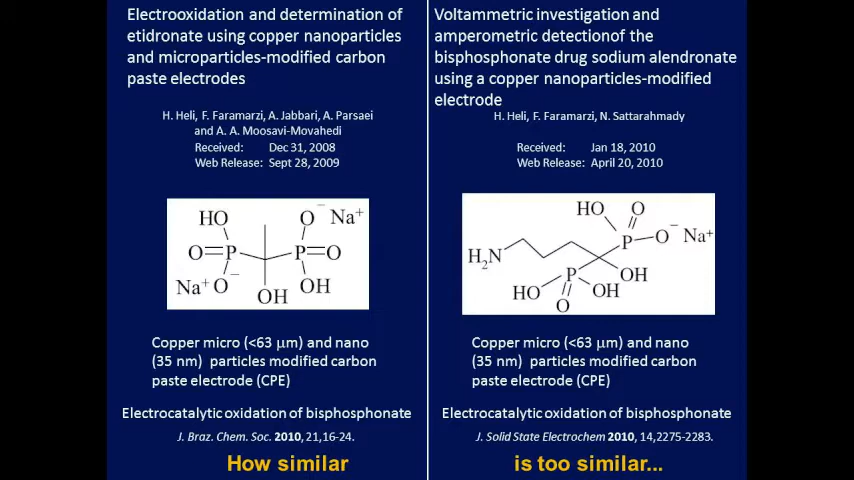 Electrooxidation and determination of
etidronate using copper nanoparticles
and microparticles-modified carbon
paste electrodes
H. Heli, F. Faramarzi, A. Jabbari, A. Parsaei
and A. A. Moosavi-Movahedi
Received: Dec 31, 2008
Web Release: Sept 28, 2009
HO O⁻ Na⁺
O=P P=O
Na⁺ O⁻ OH OH
Copper micro (<63 μm) and nano
(35 nm) particles modified carbon
paste electrode (CPE)
Electrocatalytic oxidation of bisphosphonate
J. Braz. Chem. Soc. 2010, 21,16-24.
How similar
Voltammetric investigation and
amperometric detectionof the
bisphosphonate drug sodium alendronate
using a copper nanoparticles-modified
electrode
H. Heli, F. Faramarzi, N. Sattarahmady
Received: Jan 18, 2010
Web Release: April 20, 2010
HO O
P O⁻ Na⁺
H₂N
P OH
HO OH
O
Copper micro (<63 μm) and nano
(35 nm) particles modified carbon
paste electrode (CPE)
Electrocatalytic oxidation of bisphosphonate
J. Solid State Electrochem 2010, 14,2275-2283.
is too similar...